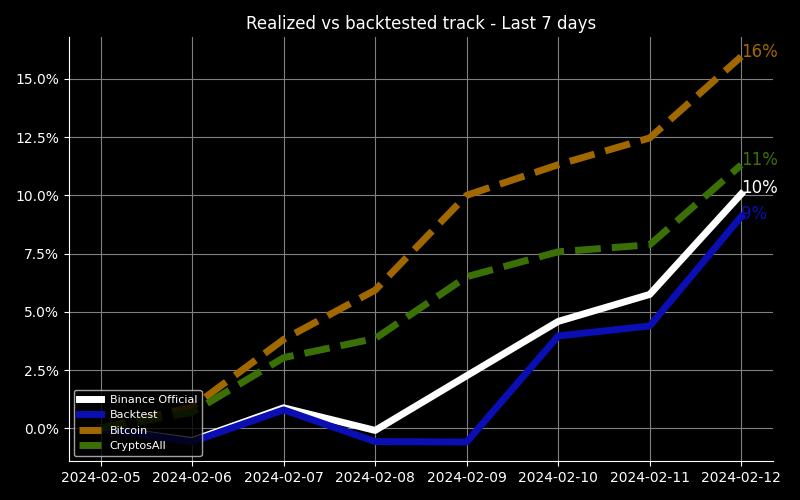 Realized vs backtested track - Last 7 days
16%
15.0%
12.5%
11%
10.0%
10%
9%
7.5%
5.0%
2.5%
0.0%
Binance Official
Backtest
Bitcoin
CryptosAll
2024-02-05 2024-02-06 2024-02-07 2024-02-08 2024-02-09 2024-02-10 2024-02-11 2024-02-12